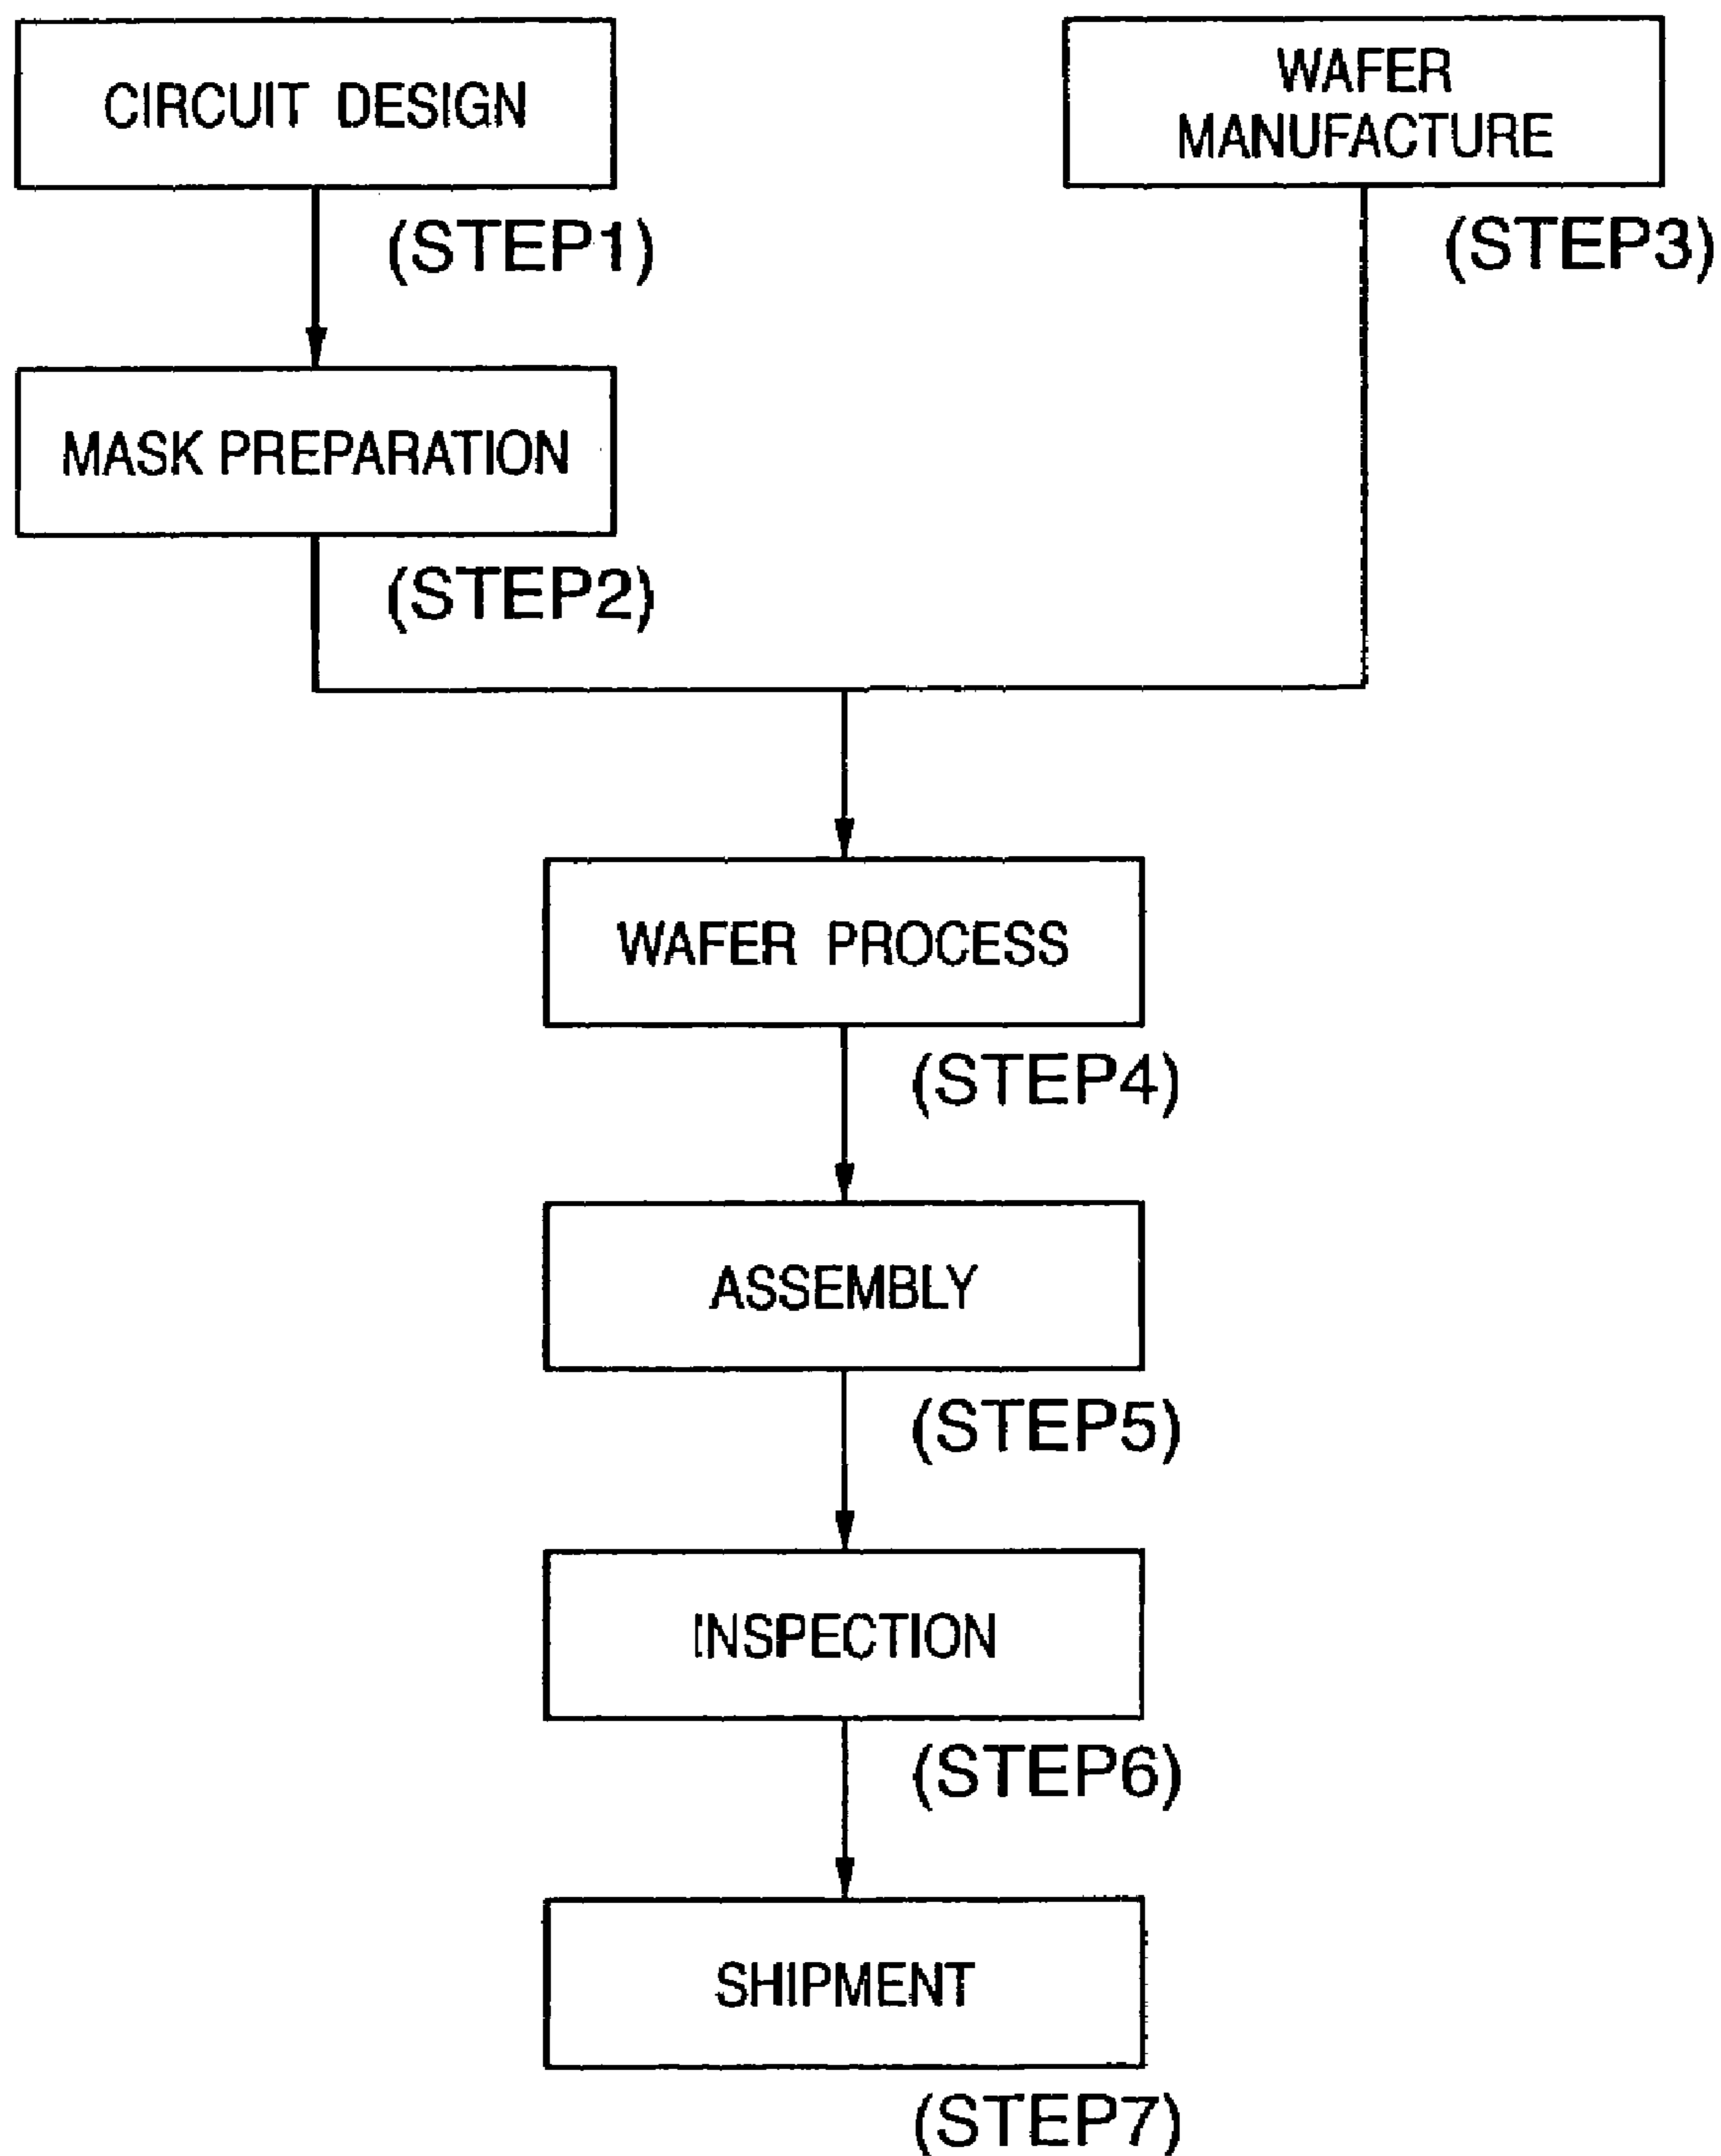 CIRCUIT DESIGN
(STEP1)
WAFER
MANUFACTURE
(STEP3)
MASK PREPARATION
(STEP2)
WAFER PROCESS
(STEP4)
ASSEMBLY
(STEP5)
INSPECTION
(STEP6)
SHIPMENT
(STEP7)